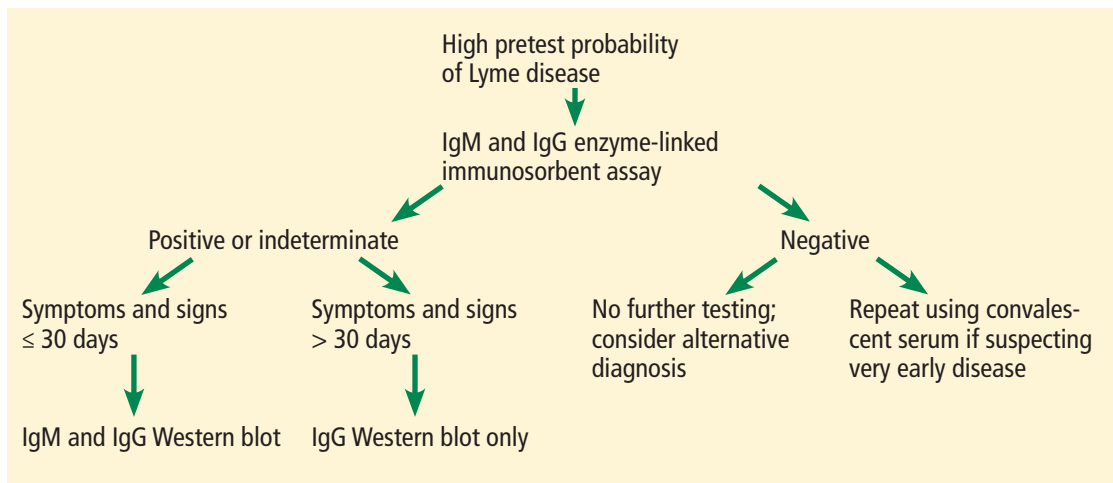 High pretest probability
of Lyme disease
IgM and IgG enzyme-linked
immunosorbent assay
Positive or indeterminate
Negative
Symptoms and signs
≤ 30 days
Symptoms and signs
> 30 days
No further testing;
consider alternative
diagnosis
Repeat using convales-
cent serum if suspecting
very early disease
IgM and IgG Western blot
IgG Western blot only